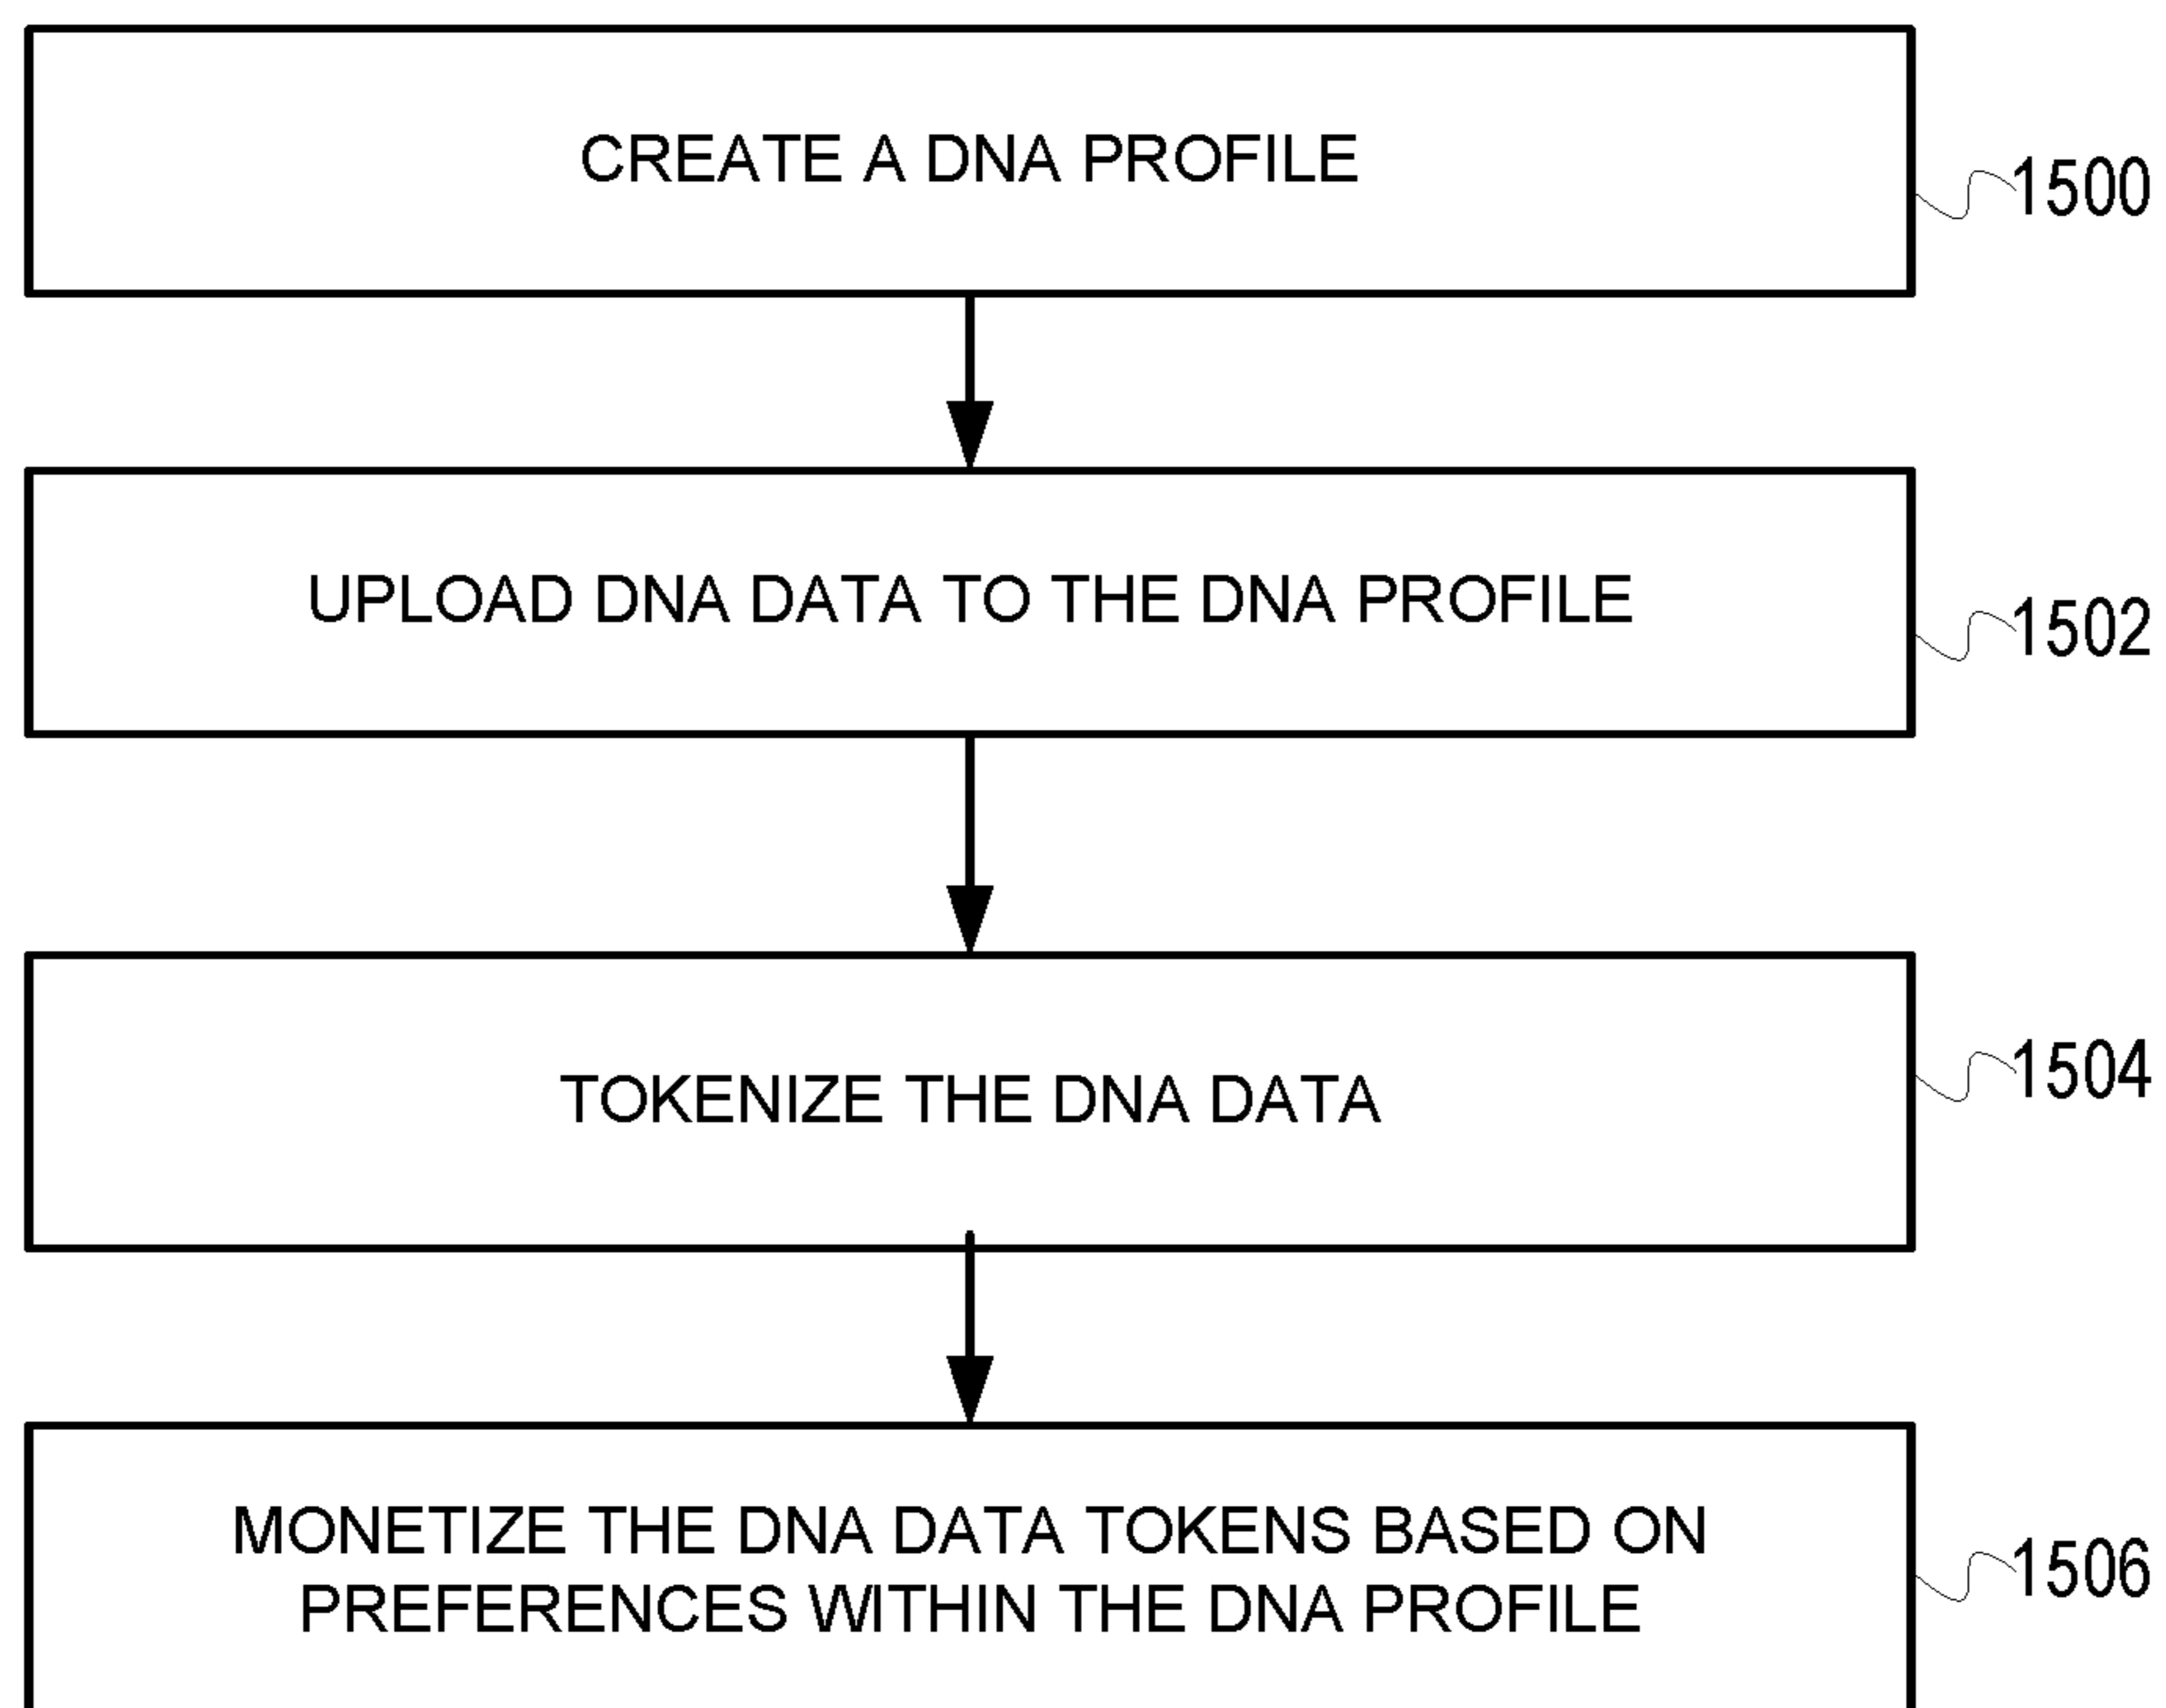 CREATE A DNA PROFILE
1500
UPLOAD DNA DATA TO THE DNA PROFILE
1502
TOKENIZE THE DNA DATA
1504
MONETIZE THE DNA DATA TOKENS BASED ON
PREFERENCES WITHIN THE DNA PROFILE
1506